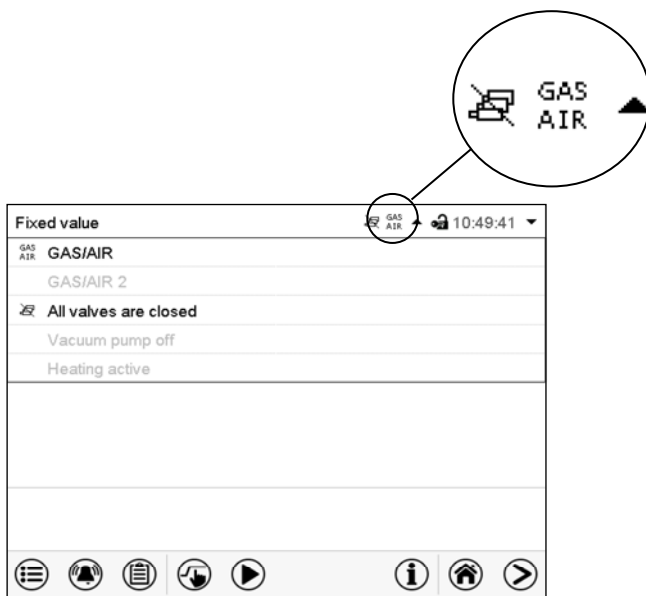 GAS
AIR
Fixed value GAS AIR 10:49:41
GAS AIR GAS/AIR
GAS/AIR 2
All valves are closed
Vacuum pump off
Heating active